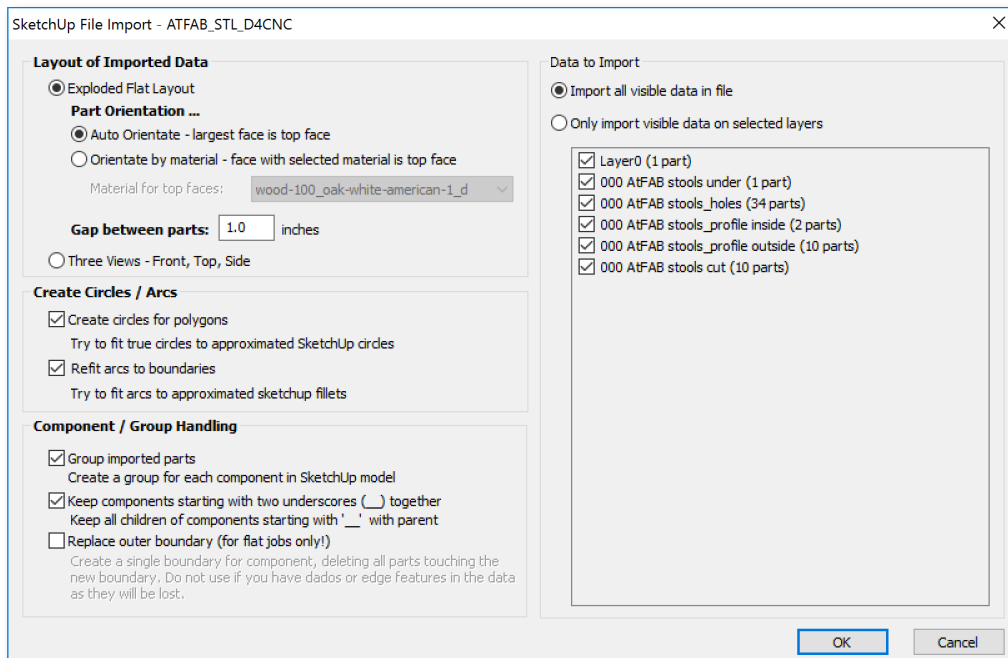 SketchUp File Import - ATFAB_STL_D4CNC
Layout of Imported Data
Exploded Flat Layout
Part Orientation ...
Auto Orientate - largest face is top face
Orientate by material - face with selected material is top face
Material for top faces: wood-100_oak-white-american-1_d
Gap between parts: 1.0 inches
Three Views - Front, Top, Side
Create Circles / Arcs
Create circles for polygons
Try to fit true circles to approximated SketchUp circles
Refit arcs to boundaries
Try to fit arcs to approximated sketchup fillets
Component / Group Handling
Group imported parts
Create a group for each component in SketchUp model
Keep components starting with two underscores (__) together
Keep all children of components starting with '__' with parent
Replace outer boundary (for flat jobs only!)
Create a single boundary for component, deleting all parts touching the
new boundary. Do not use if you have dados or edge features in the data
as they will be lost.
Data to Import
Import all visible data in file
Only import visible data on selected layers
Layer0 (1 part)
000 AtFAB stools under (1 part)
000 AtFAB stools_holes (34 parts)
000 AtFAB stools_profile inside (2 parts)
000 AtFAB stools_profile outside (10 parts)
000 AtFAB stools cut (10 parts)
OK
Cancel